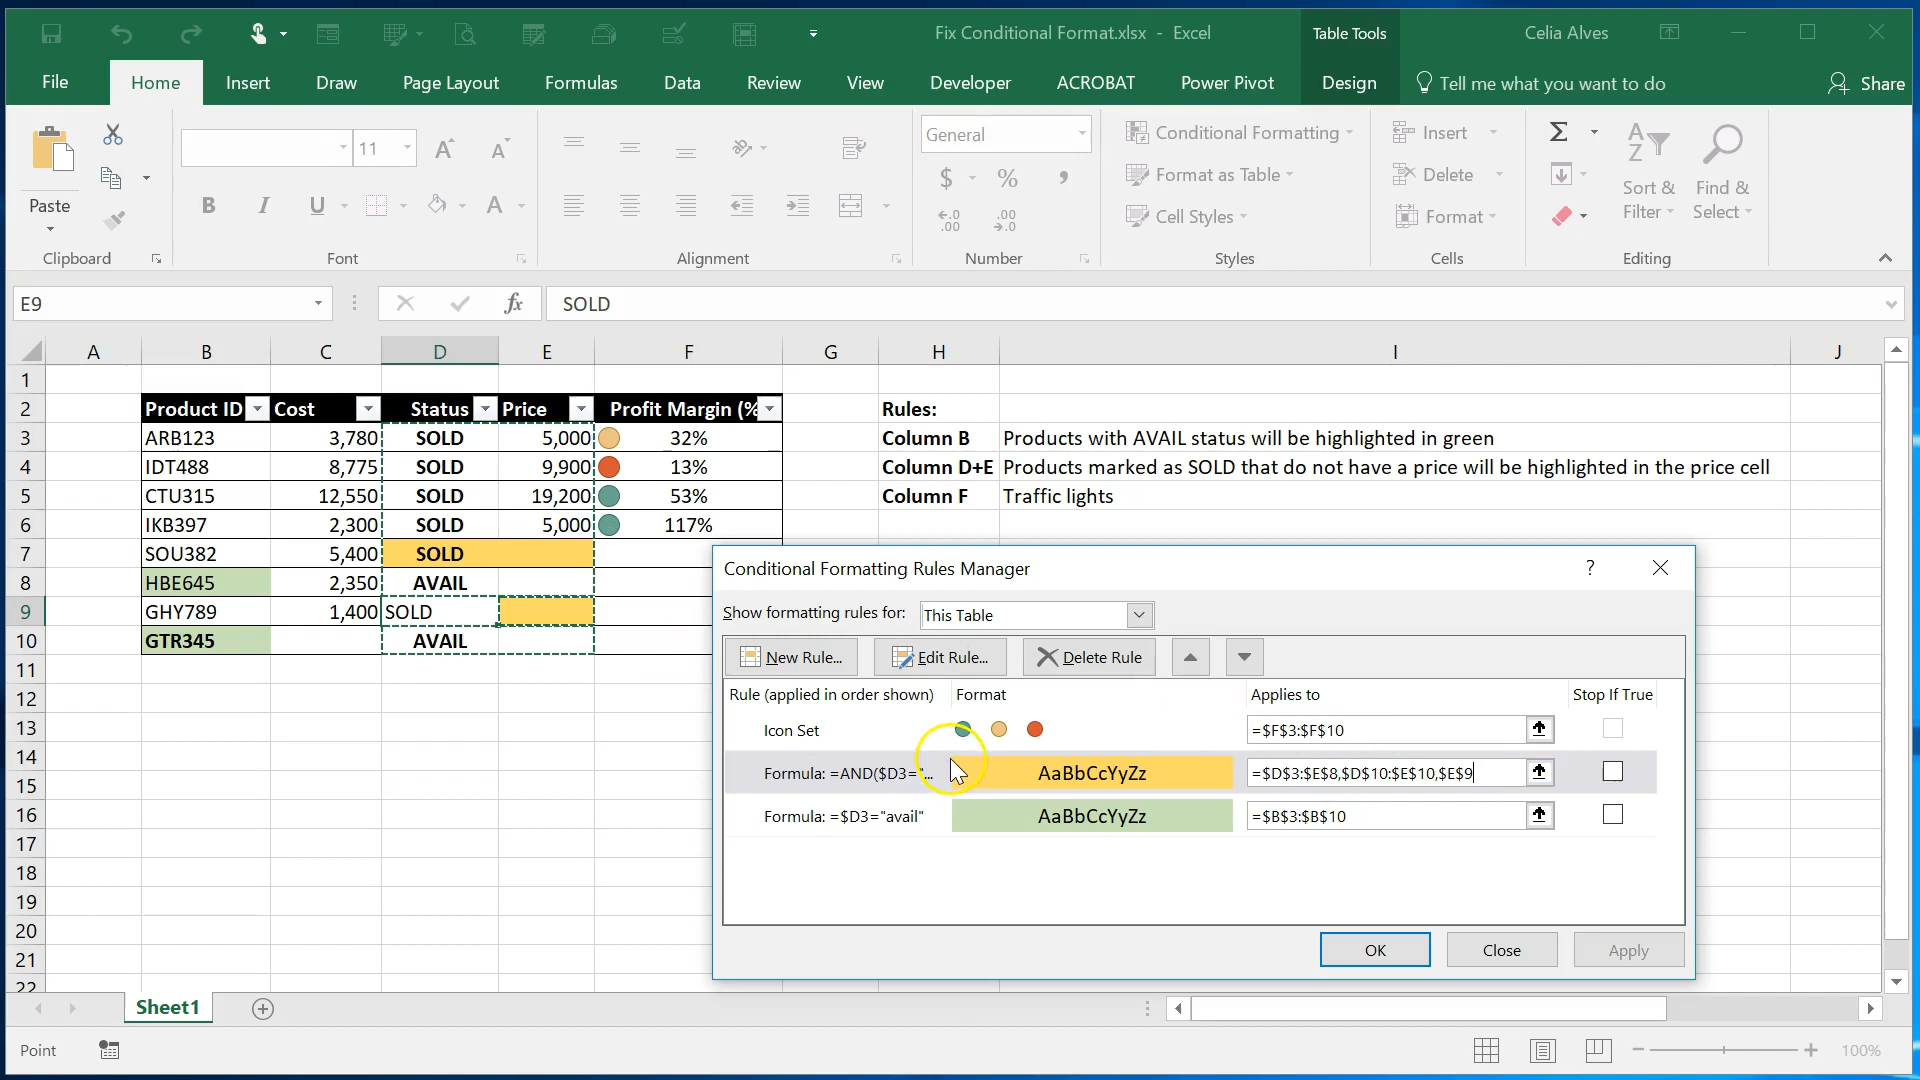 Fix Conditional Format.xlsx - Excel
Table Tools
Celia Alves
File
Home
Insert
Draw
Page Layout
Formulas
Data
Review
View
Developer
ACROBAT
Power Pivot
Design
Tell me what you want to do
Share
Paste
Clipboard
11
B
I
U
A
Font
Alignment
General
$
%
Number
Conditional Formatting
Format as Table
Cell Styles
Styles
Insert
Delete
Format
Cells
Sort & Filter
Find & Select
Editing
E9
fx
SOLD
A B C D E F G H I J
1
2 Product ID Cost Status Price Profit Margin (% Rules:
3 ARB123 3,780 SOLD 5,000 32% Column B Products with AVAIL status will be highlighted in green
4 IDT488 8,775 SOLD 9,900 13% Column D+E Products marked as SOLD that do not have a price will be highlighted in the price cell
5 CTU315 12,550 SOLD 19,200 53% Column F Traffic lights
6 IKB397 2,300 SOLD 5,000 117%
7 SOU382 5,400 SOLD
8 HBE645 2,350 AVAIL
9 GHY789 1,400 SOLD
10 GTR345 AVAIL
11
12
13
14
15
16
17
18
19
20
21
22
Conditional Formatting Rules Manager
?
Show formatting rules for: This Table
New Rule...
Edit Rule...
Delete Rule
Rule (applied in order shown) Format Applies to Stop If True
Icon Set =$F$3:$F$10
Formula: =AND($D3="... AaBbCcYyZz =$D$3:$E$8,$D$10:$E$10,$E$9
Formula: =$D3="avail" AaBbCcYyZz =$B$3:$B$10
OK
Close
Apply
Sheet1
Point
100%